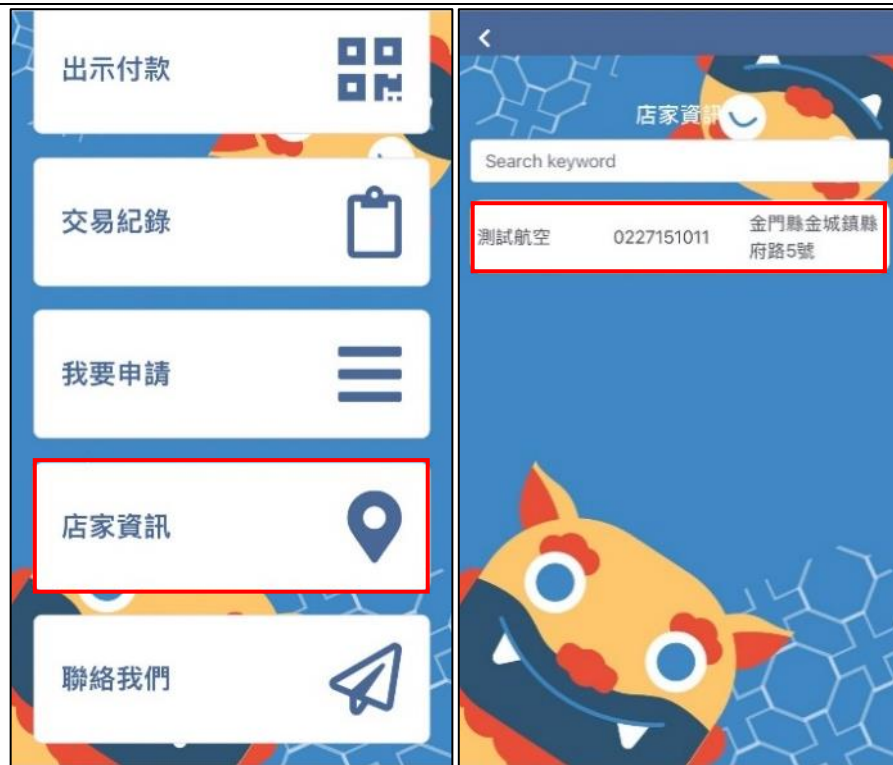 出示付款
交易紀錄
我要申請
店家資訊
聯絡我們
店家資訊
Search keyword
測試航空 0227151011 金門縣金城鎮縣
府路5號